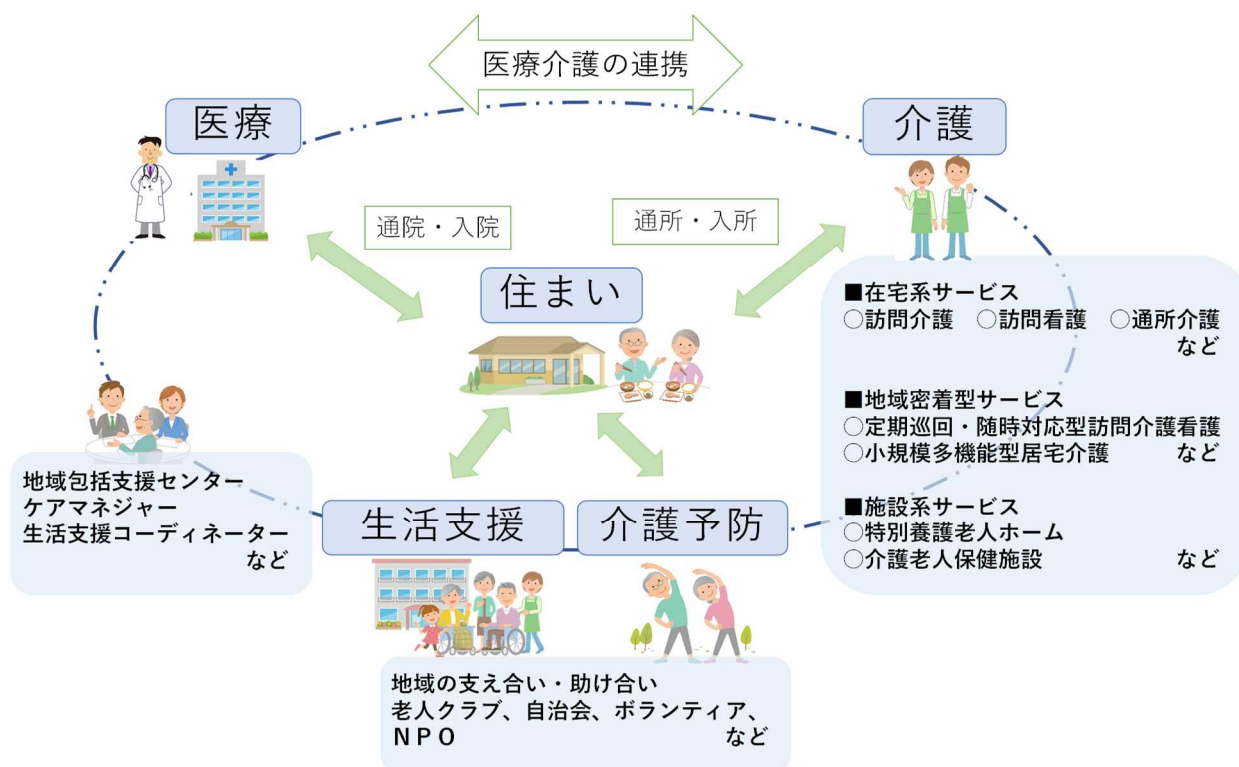 医療介護の連携
医療
介護
通院・入院
通所・入所
住まい
■在宅系サービス
○訪問介護　○訪問看護　○通所介護
など
■地域密着型サービス
○定期巡回・随時対応型訪問介護看護
○小規模多機能型居宅介護　など
■施設系サービス
○特別養護老人ホーム
○介護老人保健施設　など
地域包括支援センター
ケアマネジャー
生活支援コーディネーター
など
生活支援
介護予防
地域の支え合い・助け合い
老人クラブ、自治会、ボランティア、
ＮＰＯ　など